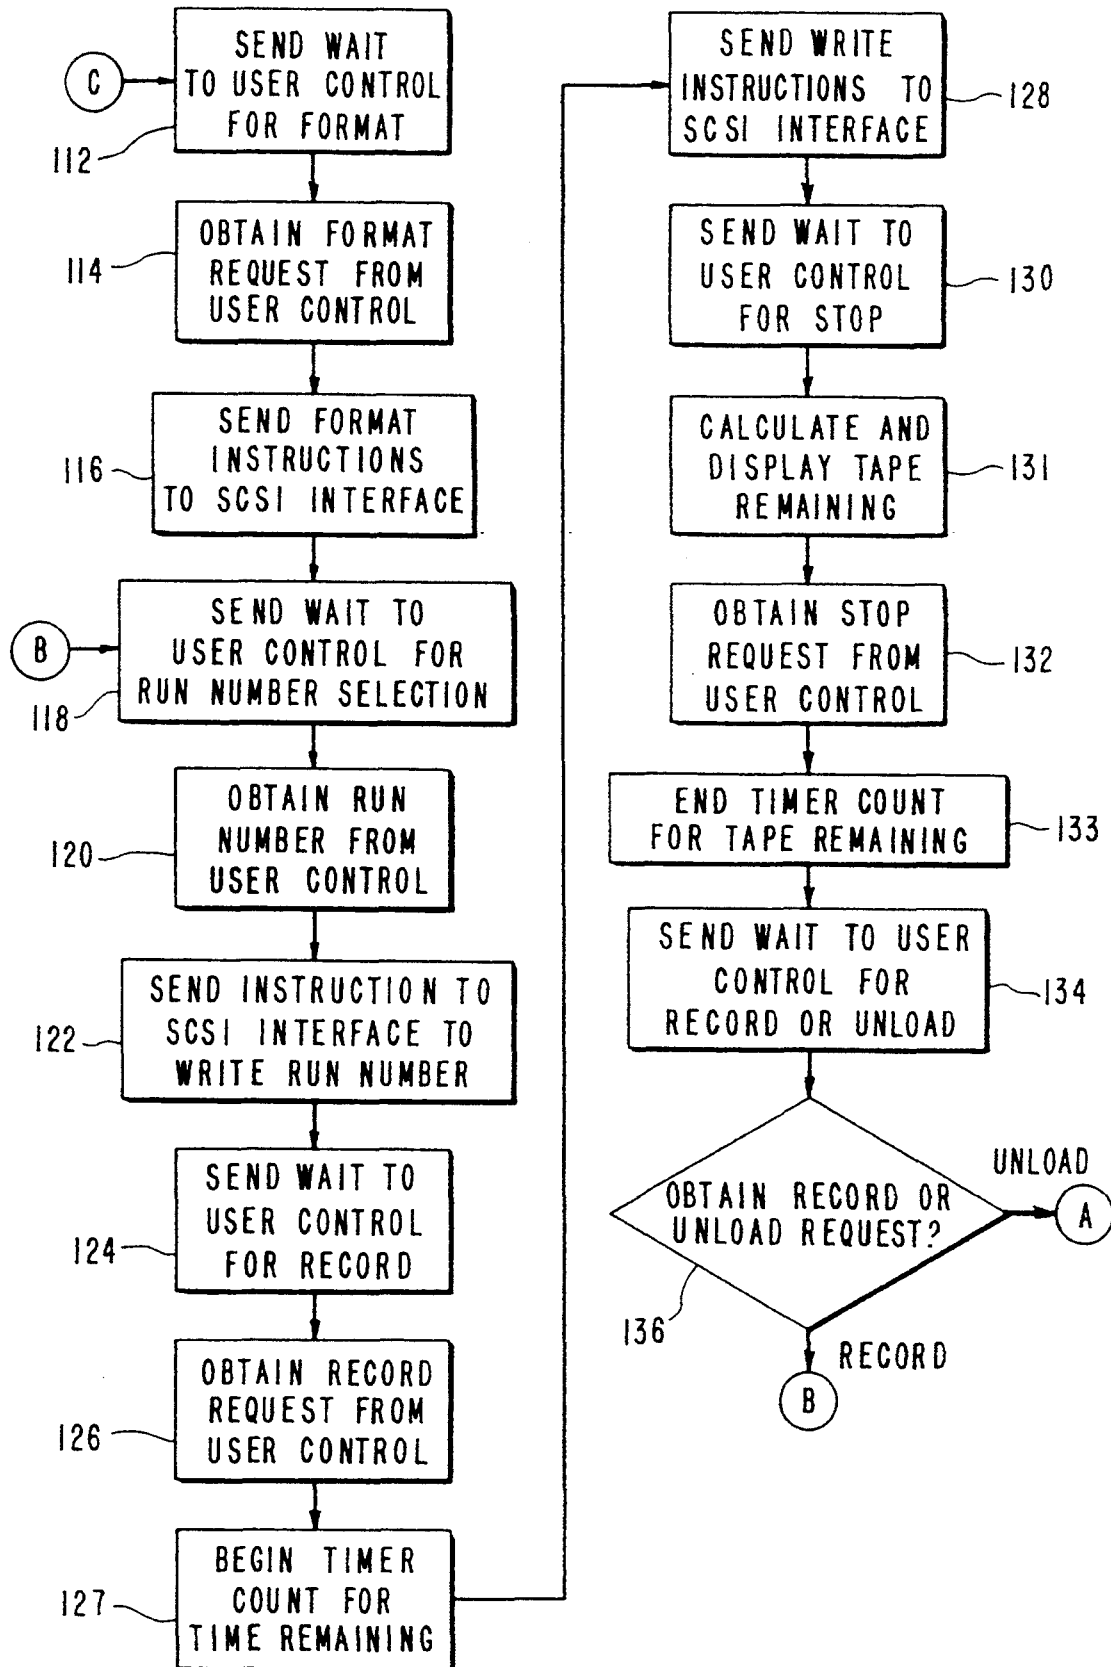 C
SEND WAIT
TO USER CONTROL
FOR FORMAT
112
OBTAIN FORMAT
REQUEST FROM
USER CONTROL
114
SEND FORMAT
INSTRUCTIONS
TO SCSI INTERFACE
116
B
SEND WAIT TO
USER CONTROL FOR
RUN NUMBER SELECTION
118
OBTAIN RUN
NUMBER FROM
USER CONTROL
120
SEND INSTRUCTION TO
SCSI INTERFACE TO
WRITE RUN NUMBER
122
SEND WAIT TO
USER CONTROL
FOR RECORD
124
OBTAIN RECORD
REQUEST FROM
USER CONTROL
126
BEGIN TIMER
COUNT FOR
TIME REMAINING
127
SEND WRITE
INSTRUCTIONS TO
SCSI INTERFACE
128
SEND WAIT TO
USER CONTROL
FOR STOP
130
CALCULATE AND
DISPLAY TAPE
REMAINING
131
OBTAIN STOP
REQUEST FROM
USER CONTROL
132
END TIMER COUNT
FOR TAPE REMAINING
133
SEND WAIT TO USER
CONTROL FOR
RECORD OR UNLOAD
134
OBTAIN RECORD OR
UNLOAD REQUEST?
136
UNLOAD
A
RECORD
B